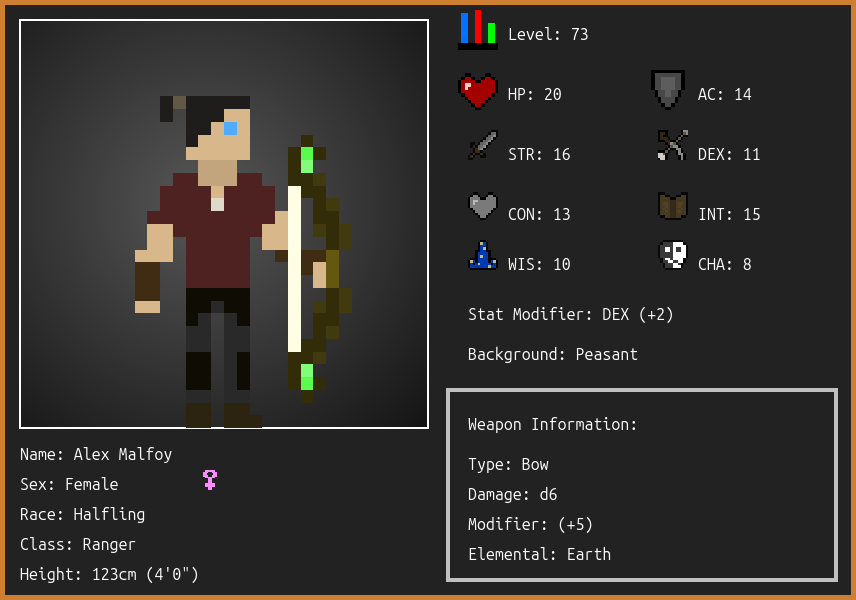 Level: 73
HP: 20
AC: 14
STR: 16
DEX: 11
CON: 13
INT: 15
WIS: 10
CHA: 8
Stat Modifier: DEX (+2)
Background: Peasant
Weapon Information:
Type: Bow
Damage: d6
Modifier: (+5)
Elemental: Earth
Name: Alex Malfoy
Sex: Female
Race: Halfling
Class: Ranger
Height: 123cm (4'0")